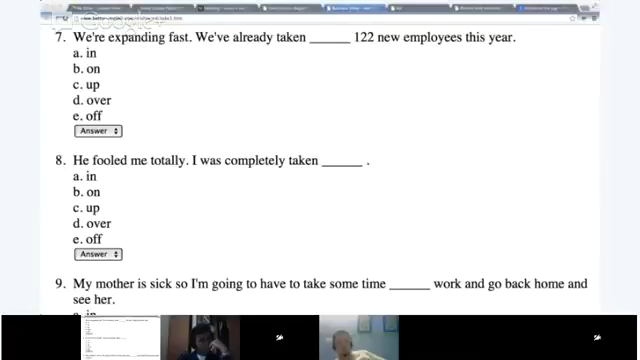 7. We're expanding fast. We've already taken ______ 122 new employees this year.
a. in
b. on
c. up
d. over
e. off
Answer
8. He fooled me totally. I was completely taken ______ .
a. in
b. on
c. up
d. over
e. off
Answer
9. My mother is sick so I'm going to have to take some time ______ work and go back home and
see her.
a. in